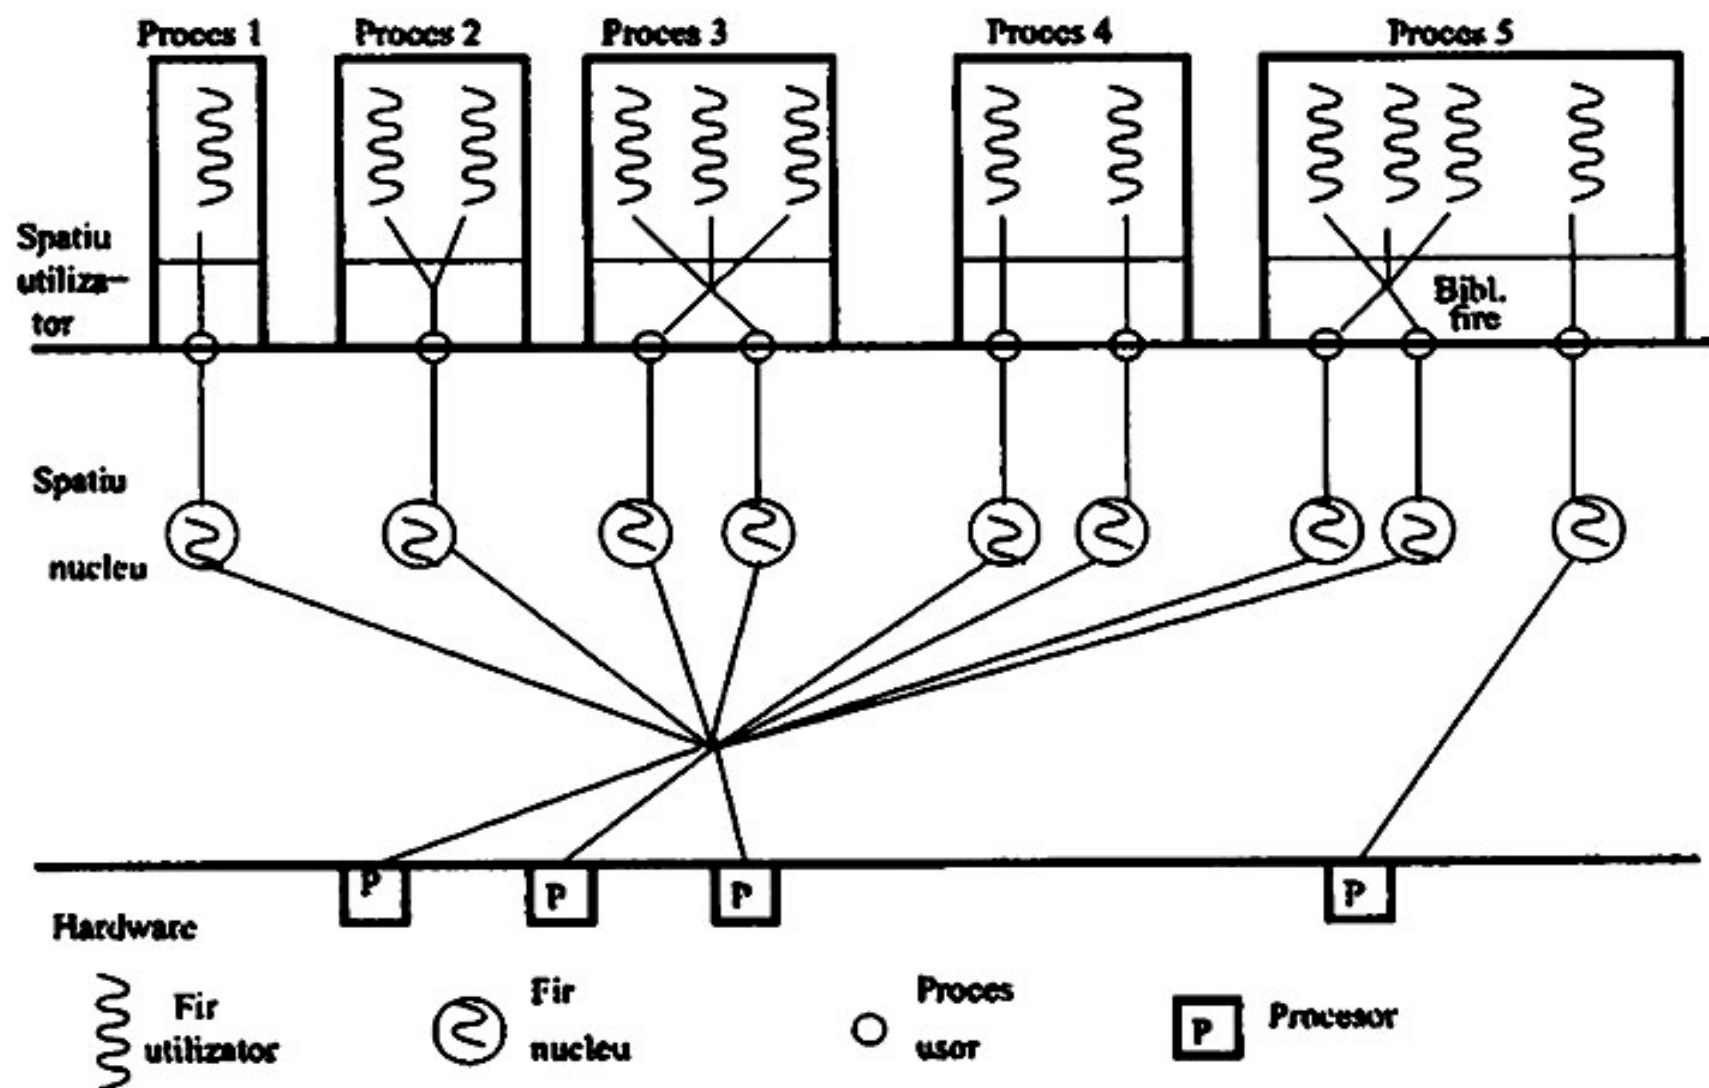 Proces 1
Proces 2
Proces 3
Proces 4
Proces 5
Spatiu
utiliza-
tor
Bibl.
fire
Spatiu
nucleu
P
P
P
P
Hardware
Fir
utilizator
Fir
nucleu
Proces
usor
P
Procesor